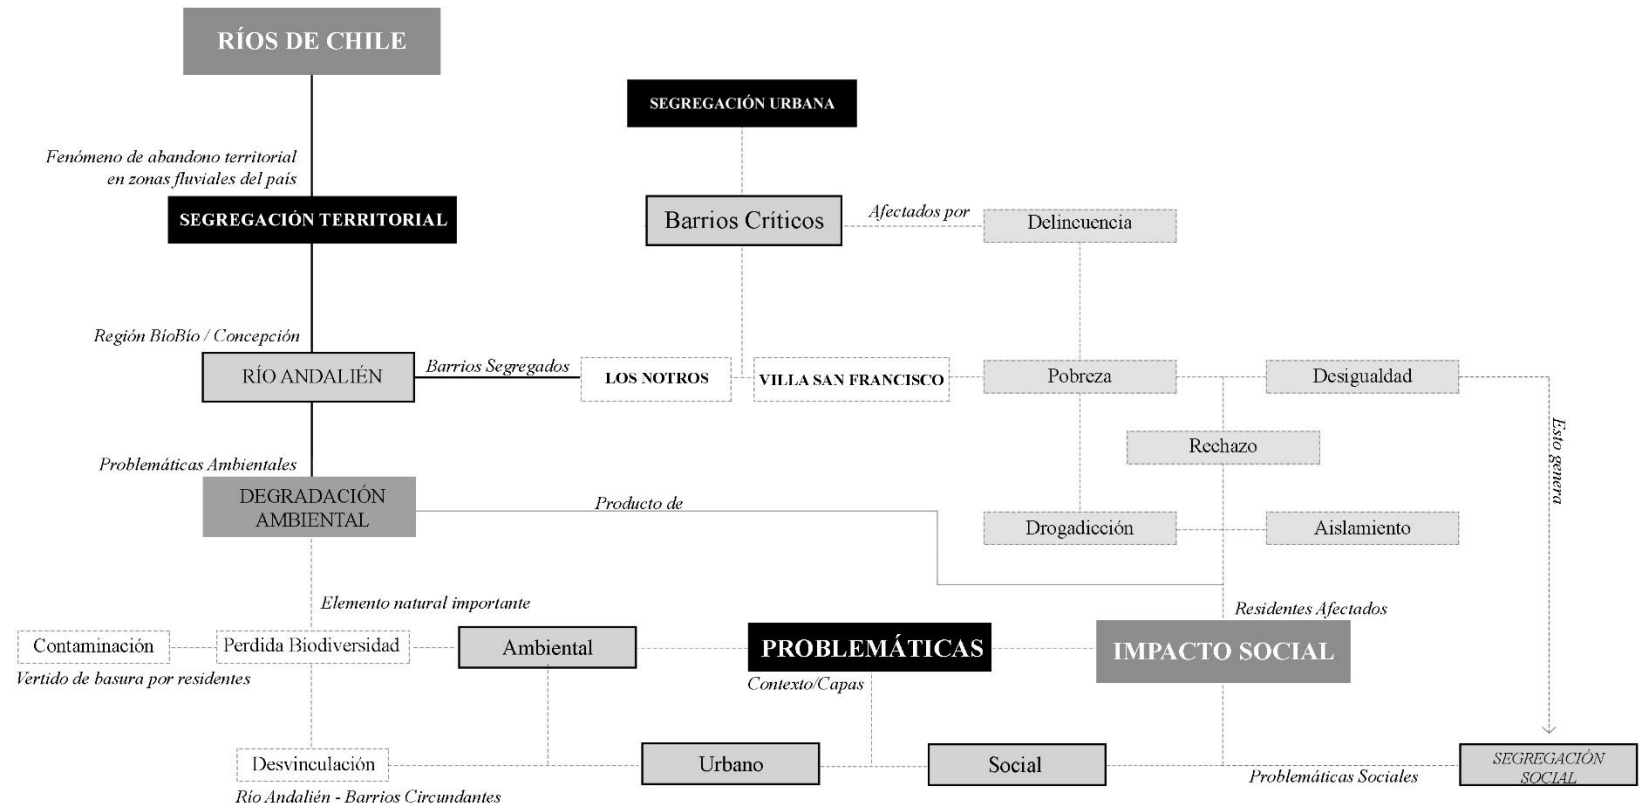 RÍOS DE CHILE
SEGREGACIÓN URBANA
Fenómeno de abandono territorial
en zonas fluviales del país
SEGREGACIÓN TERRITORIAL
Barrios Críticos
Afectados por
Delincuencia
Región BíoBío / Concepción
RÍO ANDALIÉN
Barrios Segregados
LOS NOTROS
VILLA SAN FRANCISCO
Pobreza
Desigualdad
Rechazo
Esto genera
Problemáticas Ambientales
DEGRADACIÓN
AMBIENTAL
Producto de
Drogadicción
Aislamiento
Elemento natural importante
Residentes Afectados
Contaminación
Perdida Biodiversidad
Ambiental
PROBLEMÁTICAS
IMPACTO SOCIAL
Vertido de basura por residentes
Contexto/Capas
Desvinculación
Urbano
Social
Problemáticas Sociales
SEGREGACIÓN
SOCIAL
Río Andalién - Barrios Circundantes